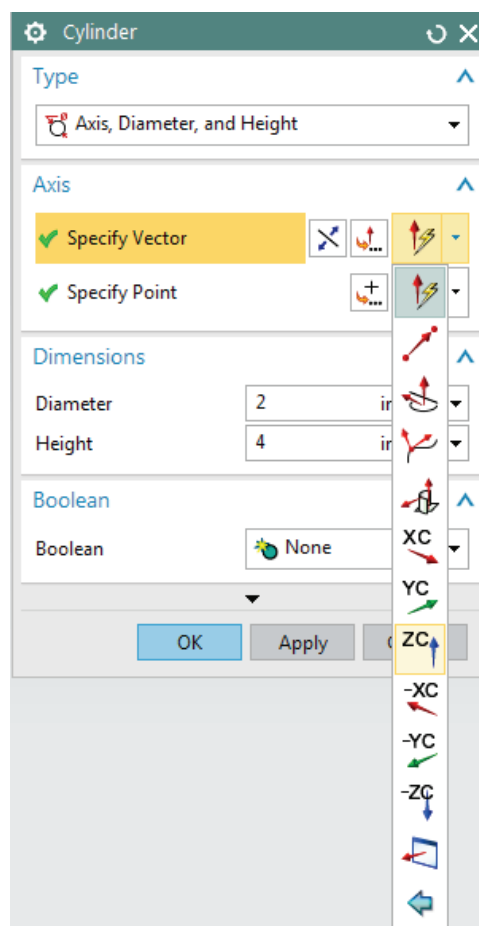 Cylinder
Type
Axis, Diameter, and Height
Axis
Specify Vector
Specify Point
Dimensions
Diameter 2
Height 4
Boolean
Boolean None
XC
YC
ZC
-XC
-YC
-ZC
OK Apply